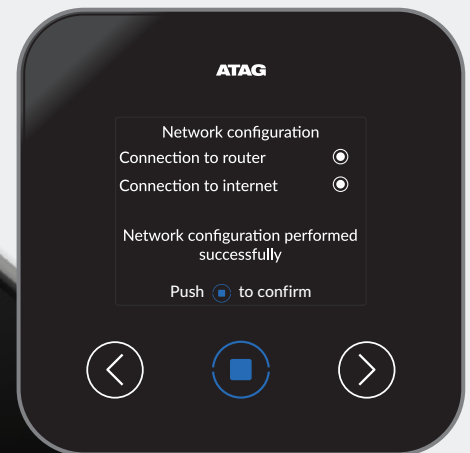 ATAG
Network configuration
Connection to router
Connection to internet
Network configuration performed
successfully
Push to confirm